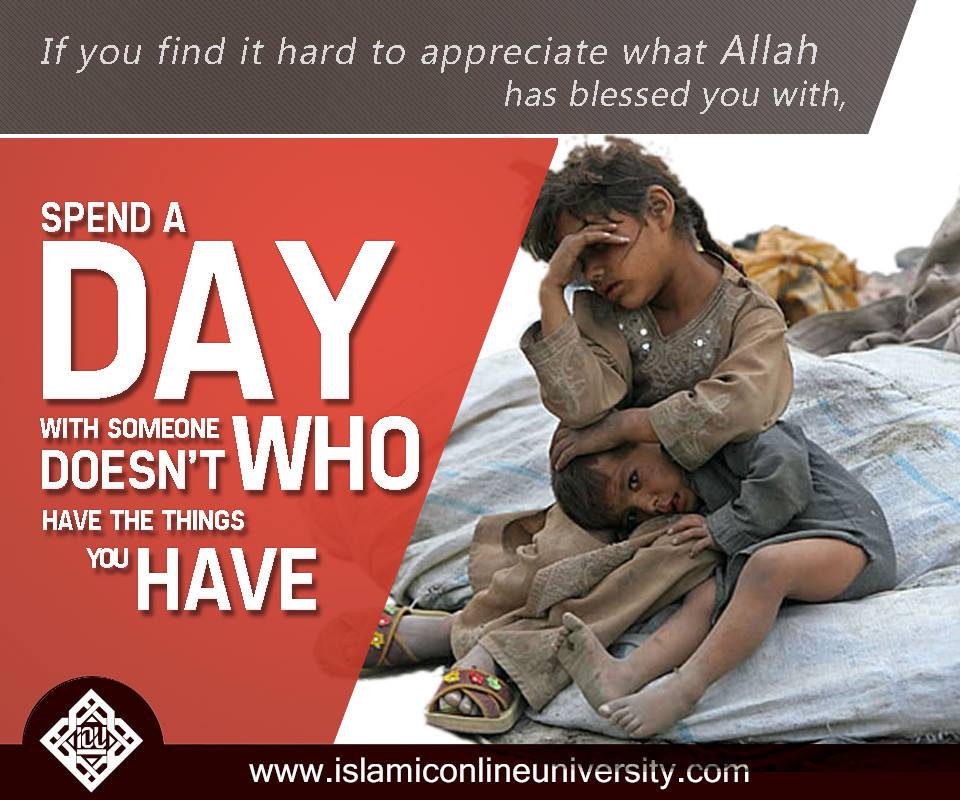 If you find it hard to appreciate what Allah
has blessed you with,
SPEND A
DAY
WITH SOMEONE WHO
DOESN'T
HAVE THE THINGS
YOU HAVE
IOU
www.islamiconlineuniversity.com